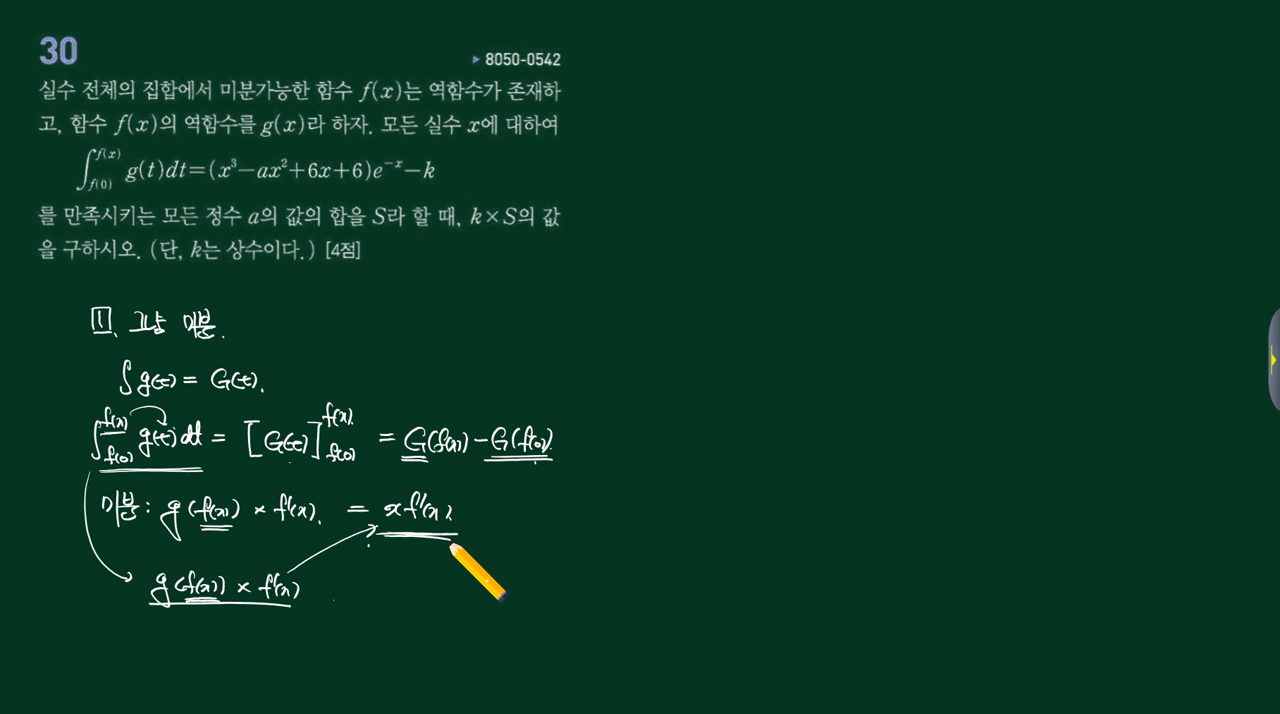 30
▶ 8050-0542
실수 전체의 집합에서 미분가능한 함수 f(x)는 역함수가 존재하
고, 함수 f(x)의 역함수를 g(x)라 하자. 모든 실수 x에 대하여
∫_{f(0)}^{f(x)} g(t)dt=(x³−ax²+6x+6)e^{−x}−k
를 만족시키는 모든 정수 a의 값의 합을 S라 할 때, k×S의 값
을 구하시오. (단, k는 상수이다.) [4점]
1. 그냥 미분.
∫g(t) = G(t).
∫_{f(0)}^{f(x)} g(t)dt = [G(t)]_{f(0)}^{f(x)} = G(f(x)) − G(f(0))
미분: g(f(x)) × f'(x). = xf'(x)
g(f(x)) × f'(x)